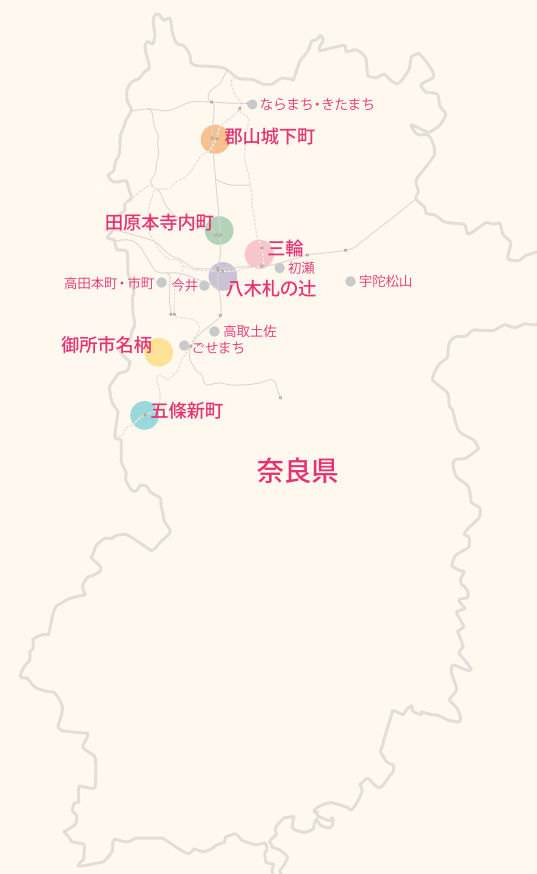 ならまち・きたまち
郡山城下町
田原本寺内町
三輪
初瀬
高田本町・市町
今井
八木札の辻
宇陀松山
高取土佐
御所市名柄
ごせまち
五條新町
奈良県